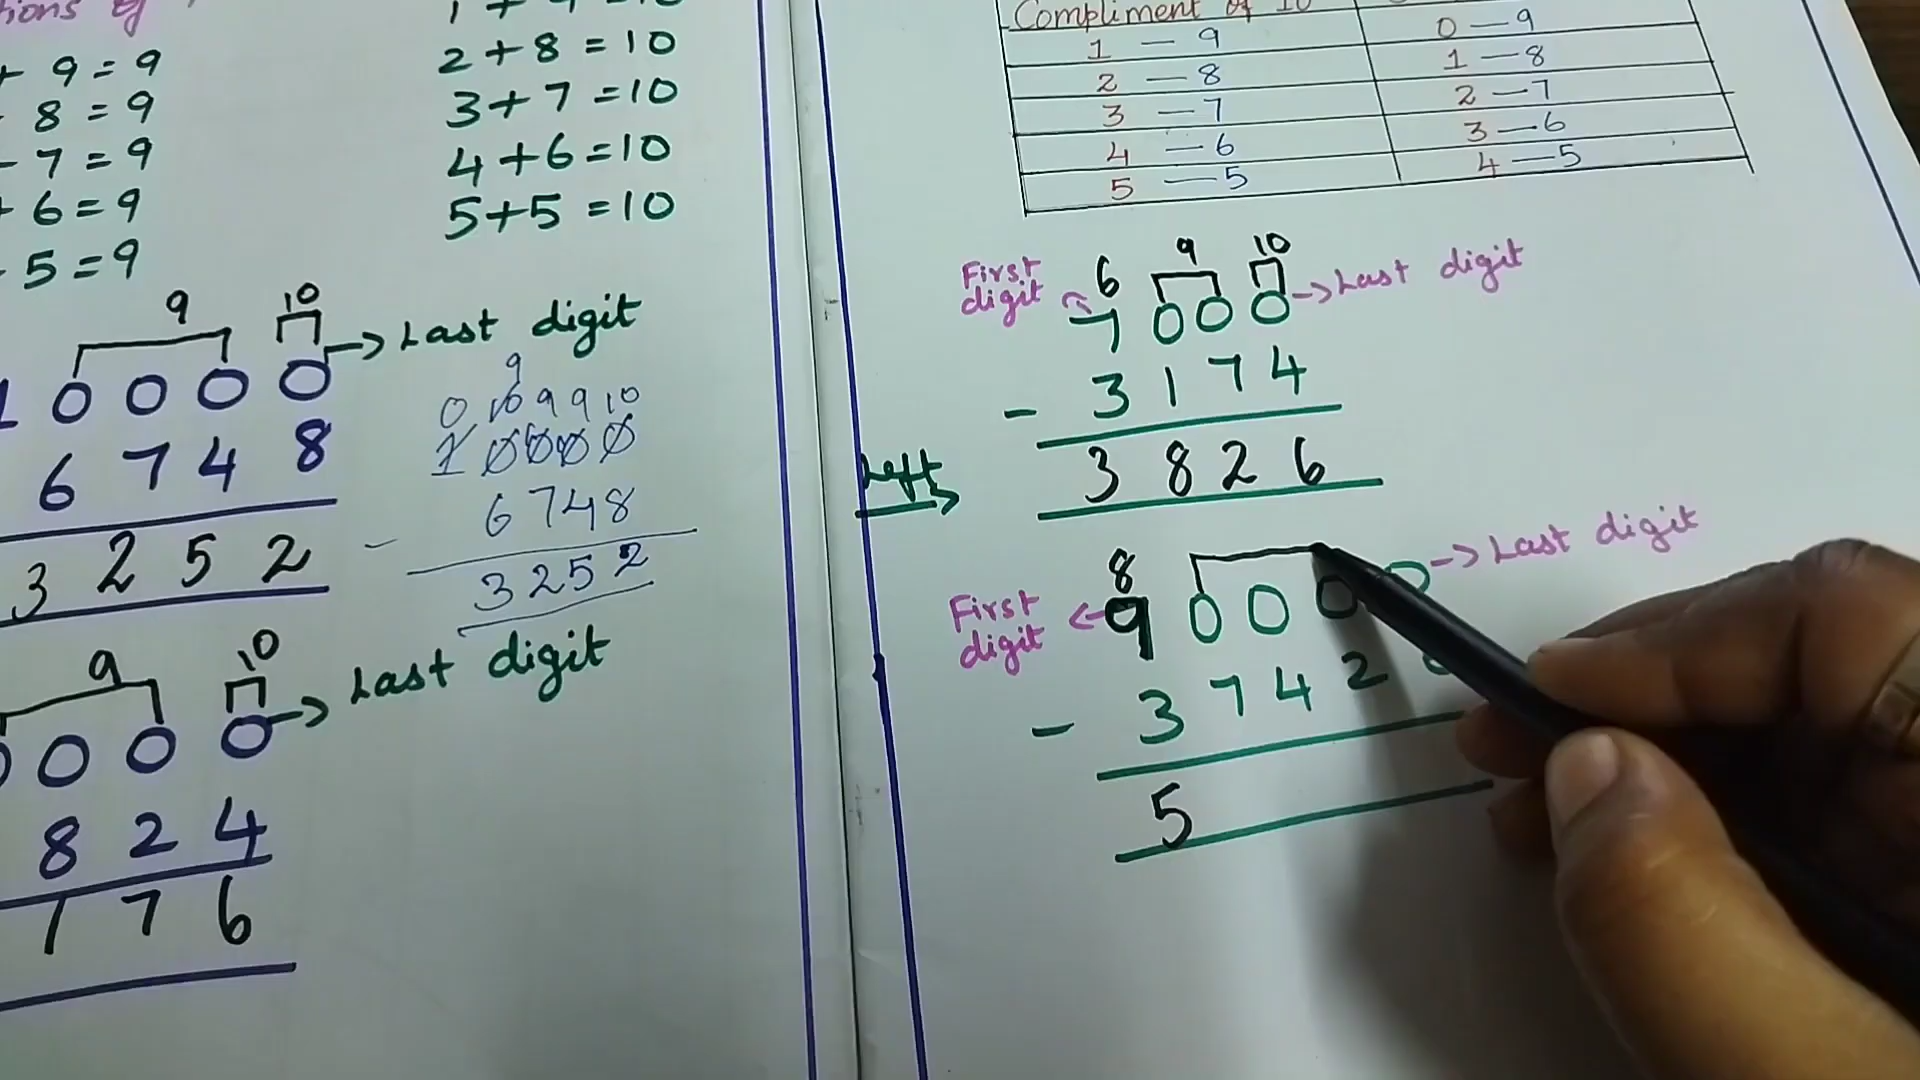 + 9 = 9
8 = 9
- 7 = 9
+ 6 = 9
- 5 = 9
2 + 8 = 10
3 + 7 = 10
4 + 6 = 10
5 + 5 = 10
9 10
1 0 0 0 0 → Last digit
6 7 4 8
3 2 5 2
9
0 10 9 9 10
1 0 0 0 0
6 7 4 8
-
3 2 5 2
9 10
0 0 0 → Last digit
8 2 4
1 7 6
Compliment of 10
1 — 9 0 — 9
2 — 8 1 — 8
3 — 7 2 — 7
4 — 6 3 — 6
5 — 5 4 — 5
6 9 10
First digit 7 0 0 0 → Last digit
- 3 1 7 4
3 8 2 6
Left
8
First digit ← 9 0 0 0 0 → Last digit
- 3 7 4 2
5